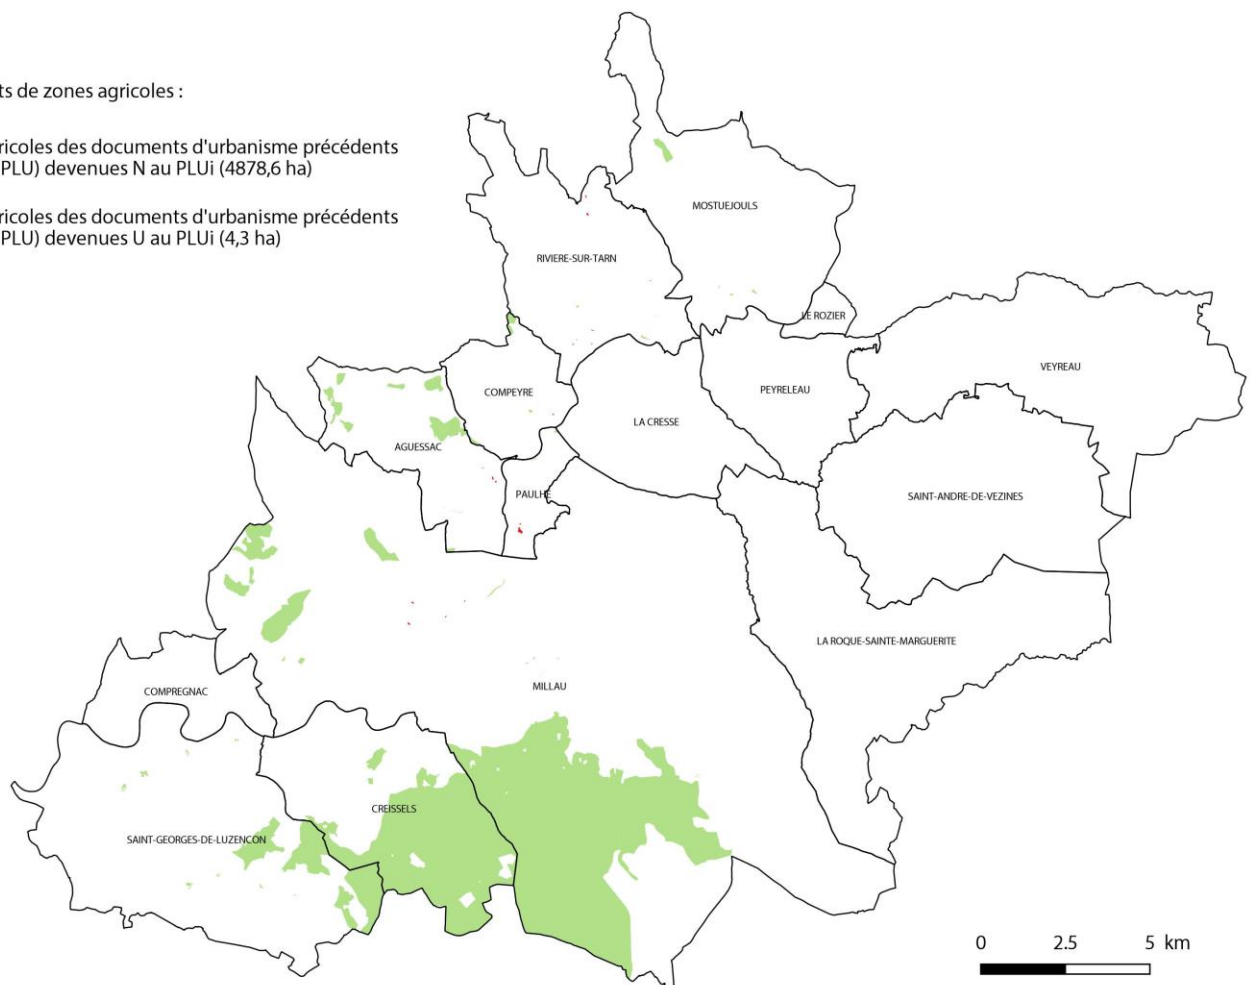 ts de zones agricoles :
ricoles des documents d'urbanisme précédents
PLU) devenues N au PLUi (4878,6 ha)
ricoles des documents d'urbanisme précédents
PLU) devenues U au PLUi (4,3 ha)
MOSTUEJOULS
RIVIERE-SUR-TARN
LE ROZIER
VEYREAU
COMPEYRE
PEYRELEAU
LA CRESSE
AGUESSAC
PAULHE
SAINT-ANDRE-DE-VEZINES
LA ROQUE-SAINTE-MARGUERITE
COMPREGNAC
MILLAU
CREISSELS
SAINT-GEORGES-DE-LUZENCON
0 2.5 5 km